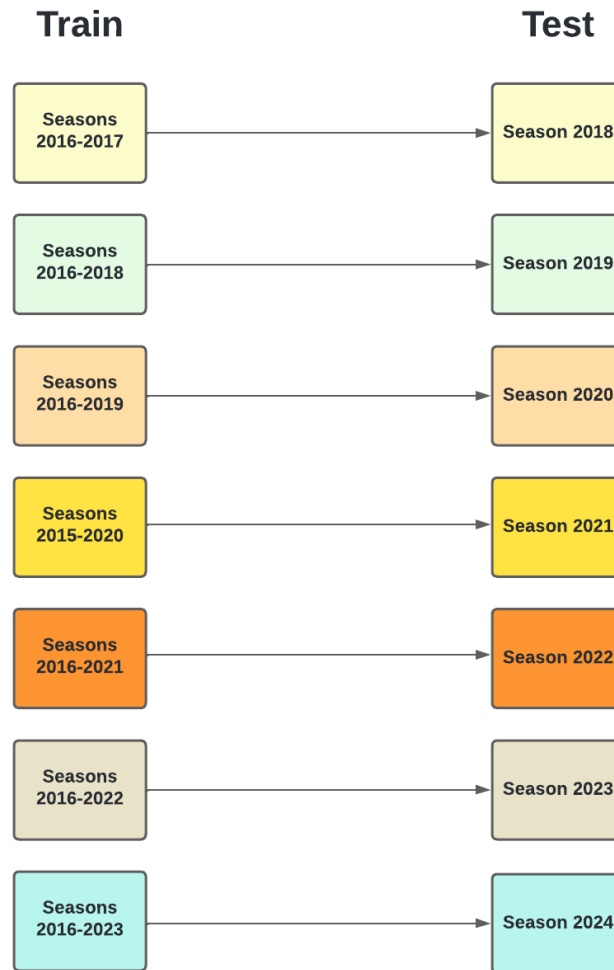 Train
Test
Seasons
2016-2017
Season 2018
Seasons
2016-2018
Season 2019
Seasons
2016-2019
Season 2020
Seasons
2015-2020
Season 2021
Seasons
2016-2021
Season 2022
Seasons
2016-2022
Season 2023
Seasons
2016-2023
Season 2024